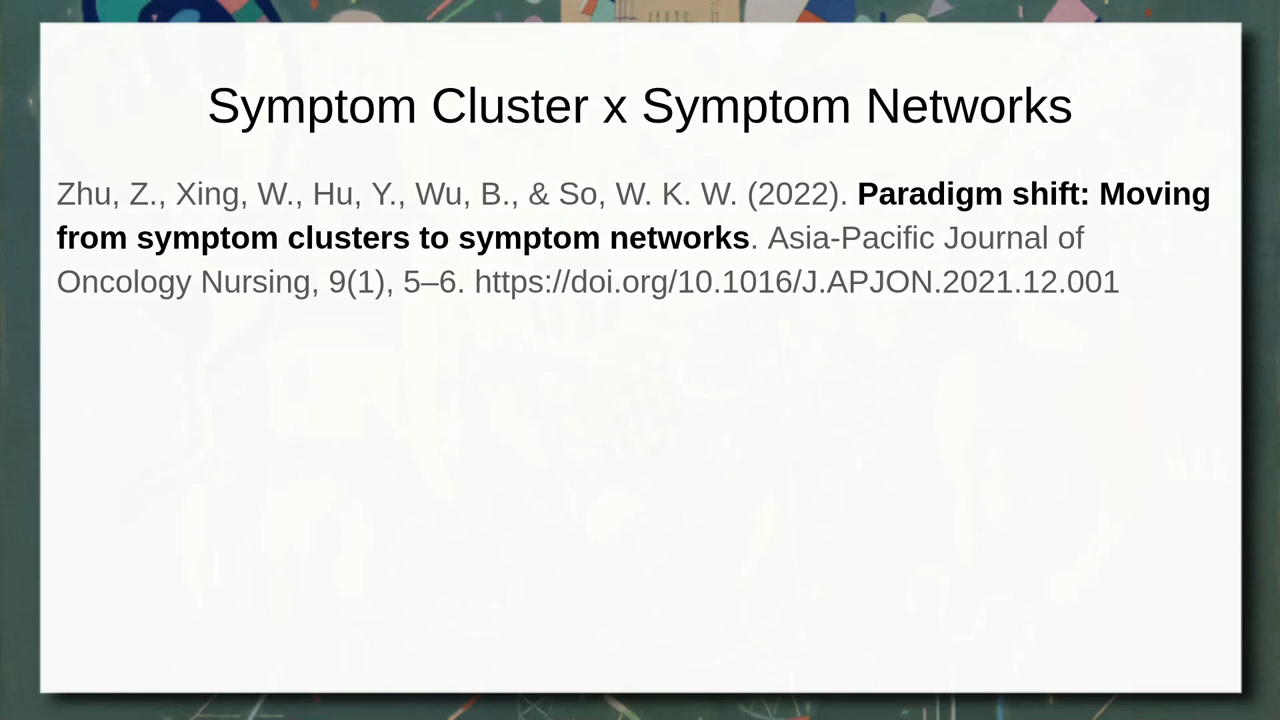 Symptom Cluster x Symptom Networks
Zhu, Z., Xing, W., Hu, Y., Wu, B., & So, W. K. W. (2022). Paradigm shift: Moving
from symptom clusters to symptom networks. Asia-Pacific Journal of
Oncology Nursing, 9(1), 5–6. https://doi.org/10.1016/J.APJON.2021.12.001